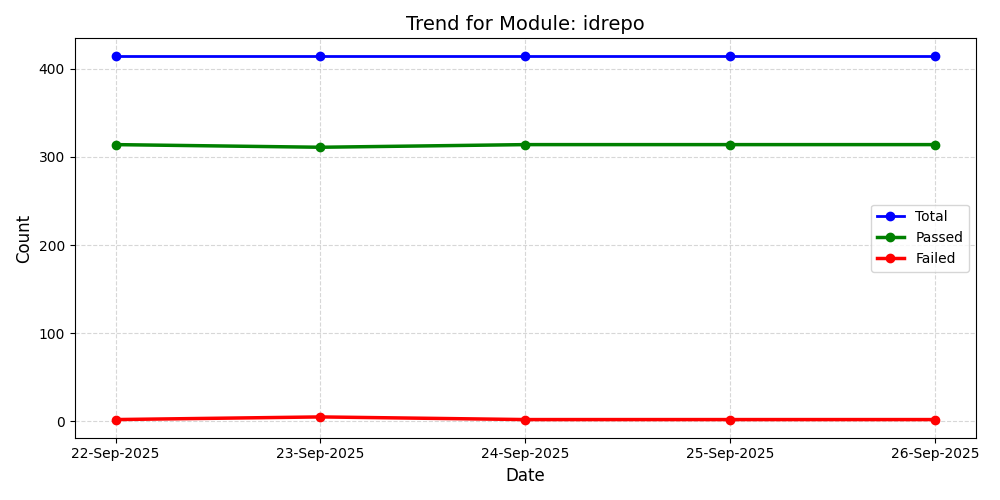 Trend for Module: idrepo
Count
400
300
200
100
0
Total
Passed
Failed
22-Sep-2025
23-Sep-2025
24-Sep-2025
25-Sep-2025
26-Sep-2025
Date